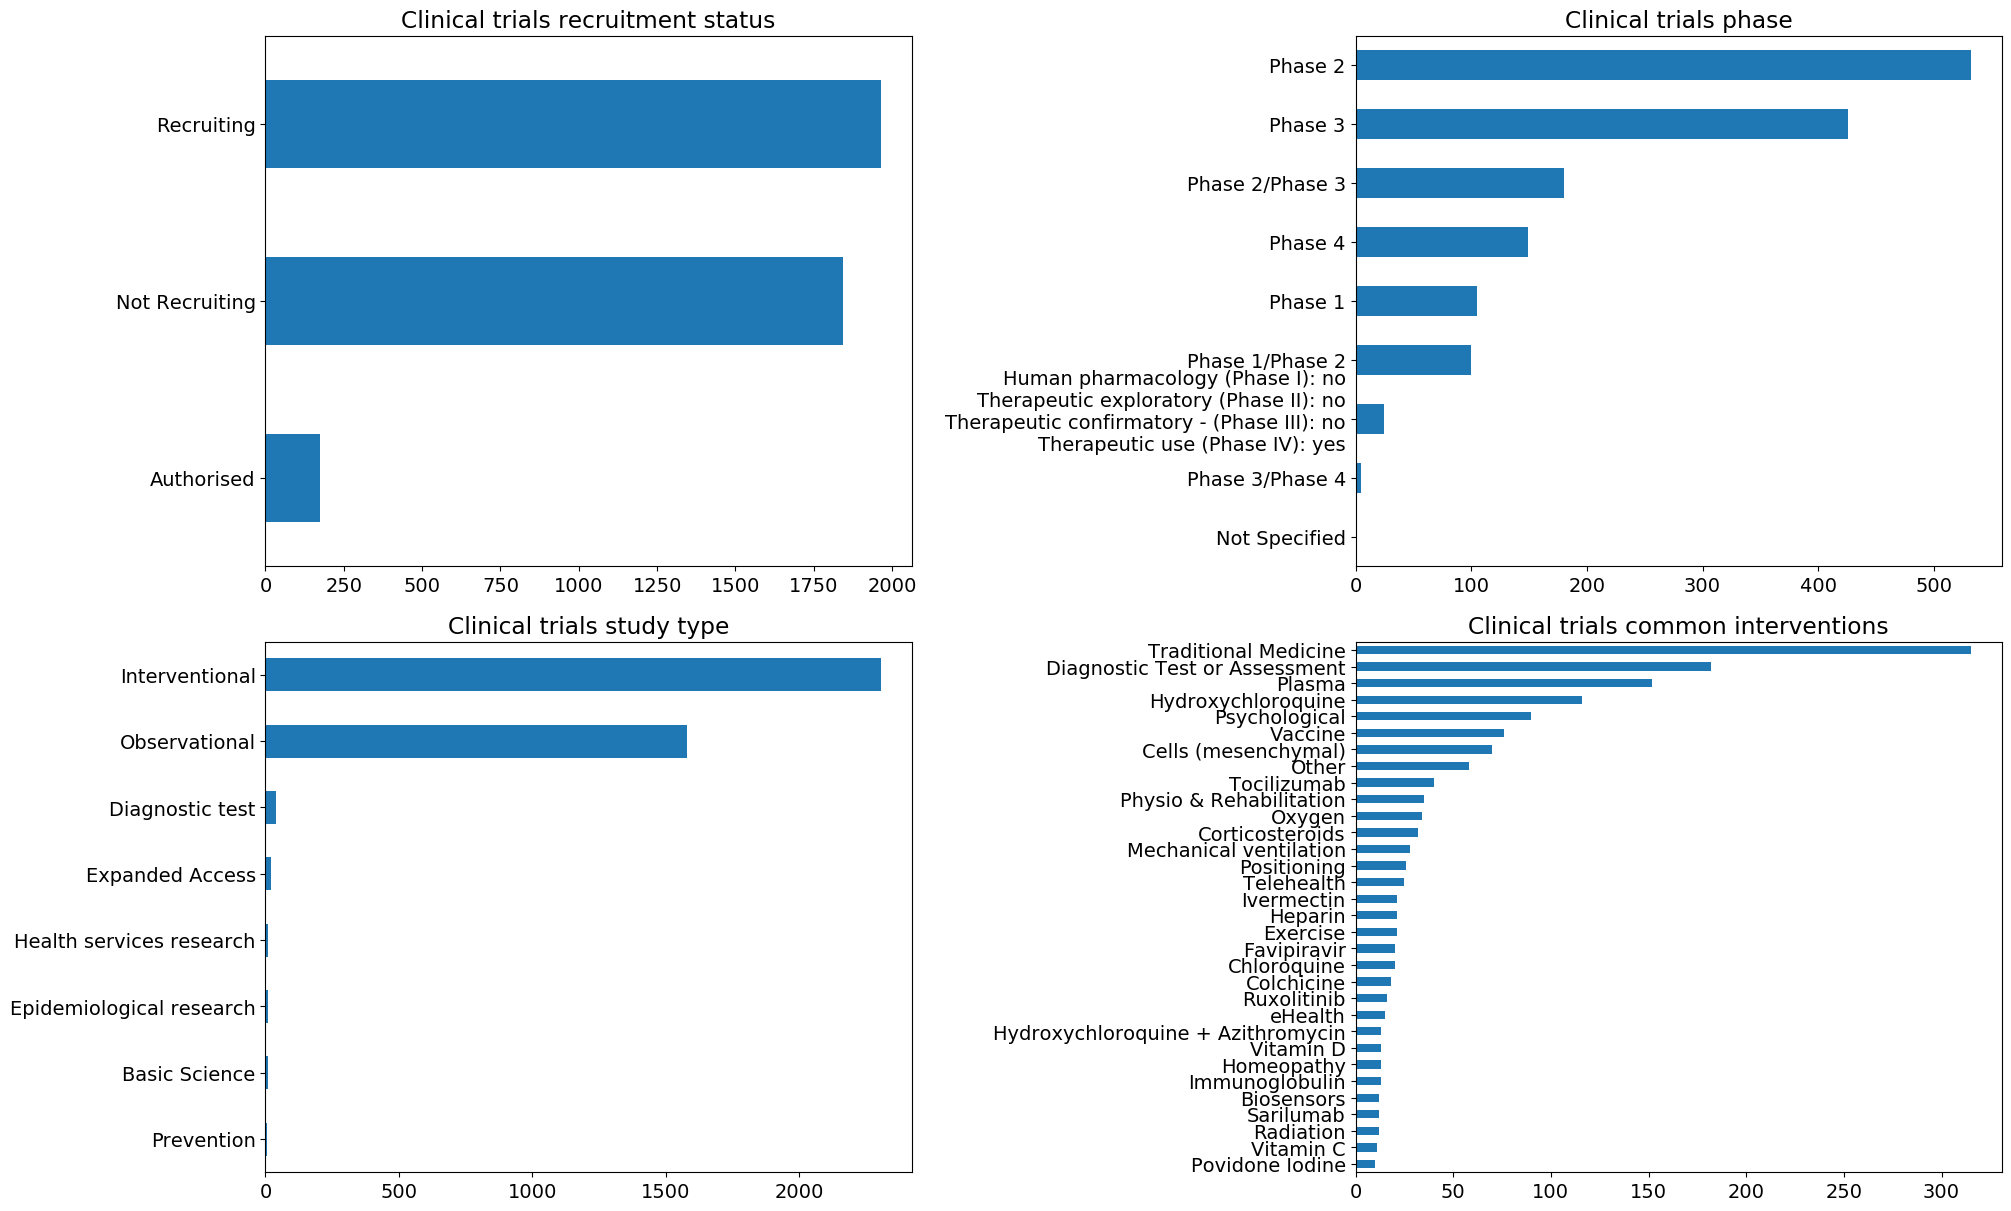 Clinical trials recruitment status
Recruiting
Not Recruiting
Authorised
0 250 500 750 1000 1250 1500 1750 2000
Clinical trials phase
Phase 2
Phase 3
Phase 2/Phase 3
Phase 4
Phase 1
Phase 1/Phase 2
Human pharmacology (Phase I): no
Therapeutic exploratory (Phase II): no
Therapeutic confirmatory - (Phase III): no
Therapeutic use (Phase IV): yes
Phase 3/Phase 4
Not Specified
0 100 200 300 400 500
Clinical trials study type
Interventional
Observational
Diagnostic test
Expanded Access
Health services research
Epidemiological research
Basic Science
Prevention
0 500 1000 1500 2000
Clinical trials common interventions
Traditional Medicine
Diagnostic Test or Assessment
Plasma
Hydroxychloroquine
Psychological
Vaccine
Cells (mesenchymal)
Other
Tocilizumab
Physio & Rehabilitation
Oxygen
Corticosteroids
Mechanical ventilation
Positioning
Telehealth
Ivermectin
Heparin
Exercise
Favipiravir
Chloroquine
Colchicine
Ruxolitinib
eHealth
Hydroxychloroquine + Azithromycin
Vitamin D
Homeopathy
Immunoglobulin
Biosensors
Sarilumab
Radiation
Vitamin C
Povidone Iodine
0 50 100 150 200 250 300